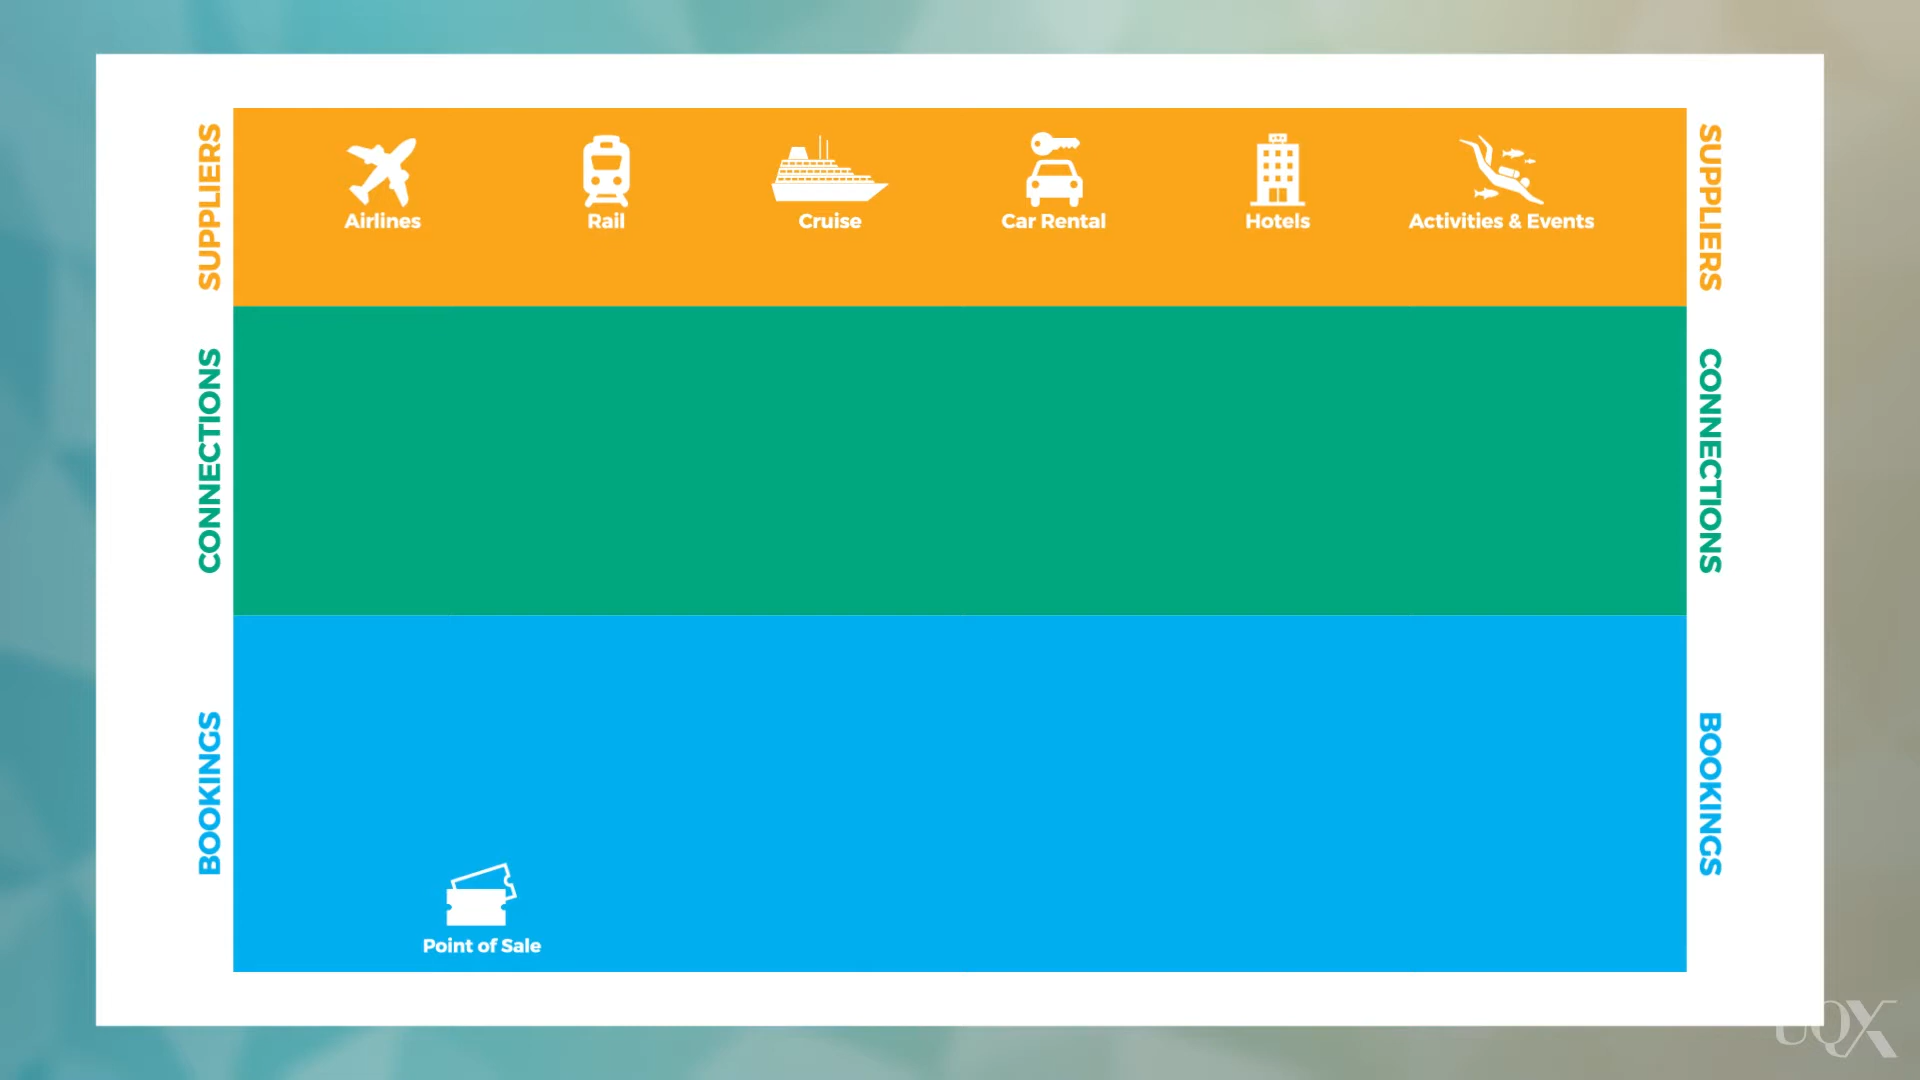 SUPPLIERS
Airlines
Rail
Cruise
Car Rental
Hotels
Activities & Events
SUPPLIERS
CONNECTIONS
CONNECTIONS
BOOKINGS
Point of Sale
BOOKINGS
UQX